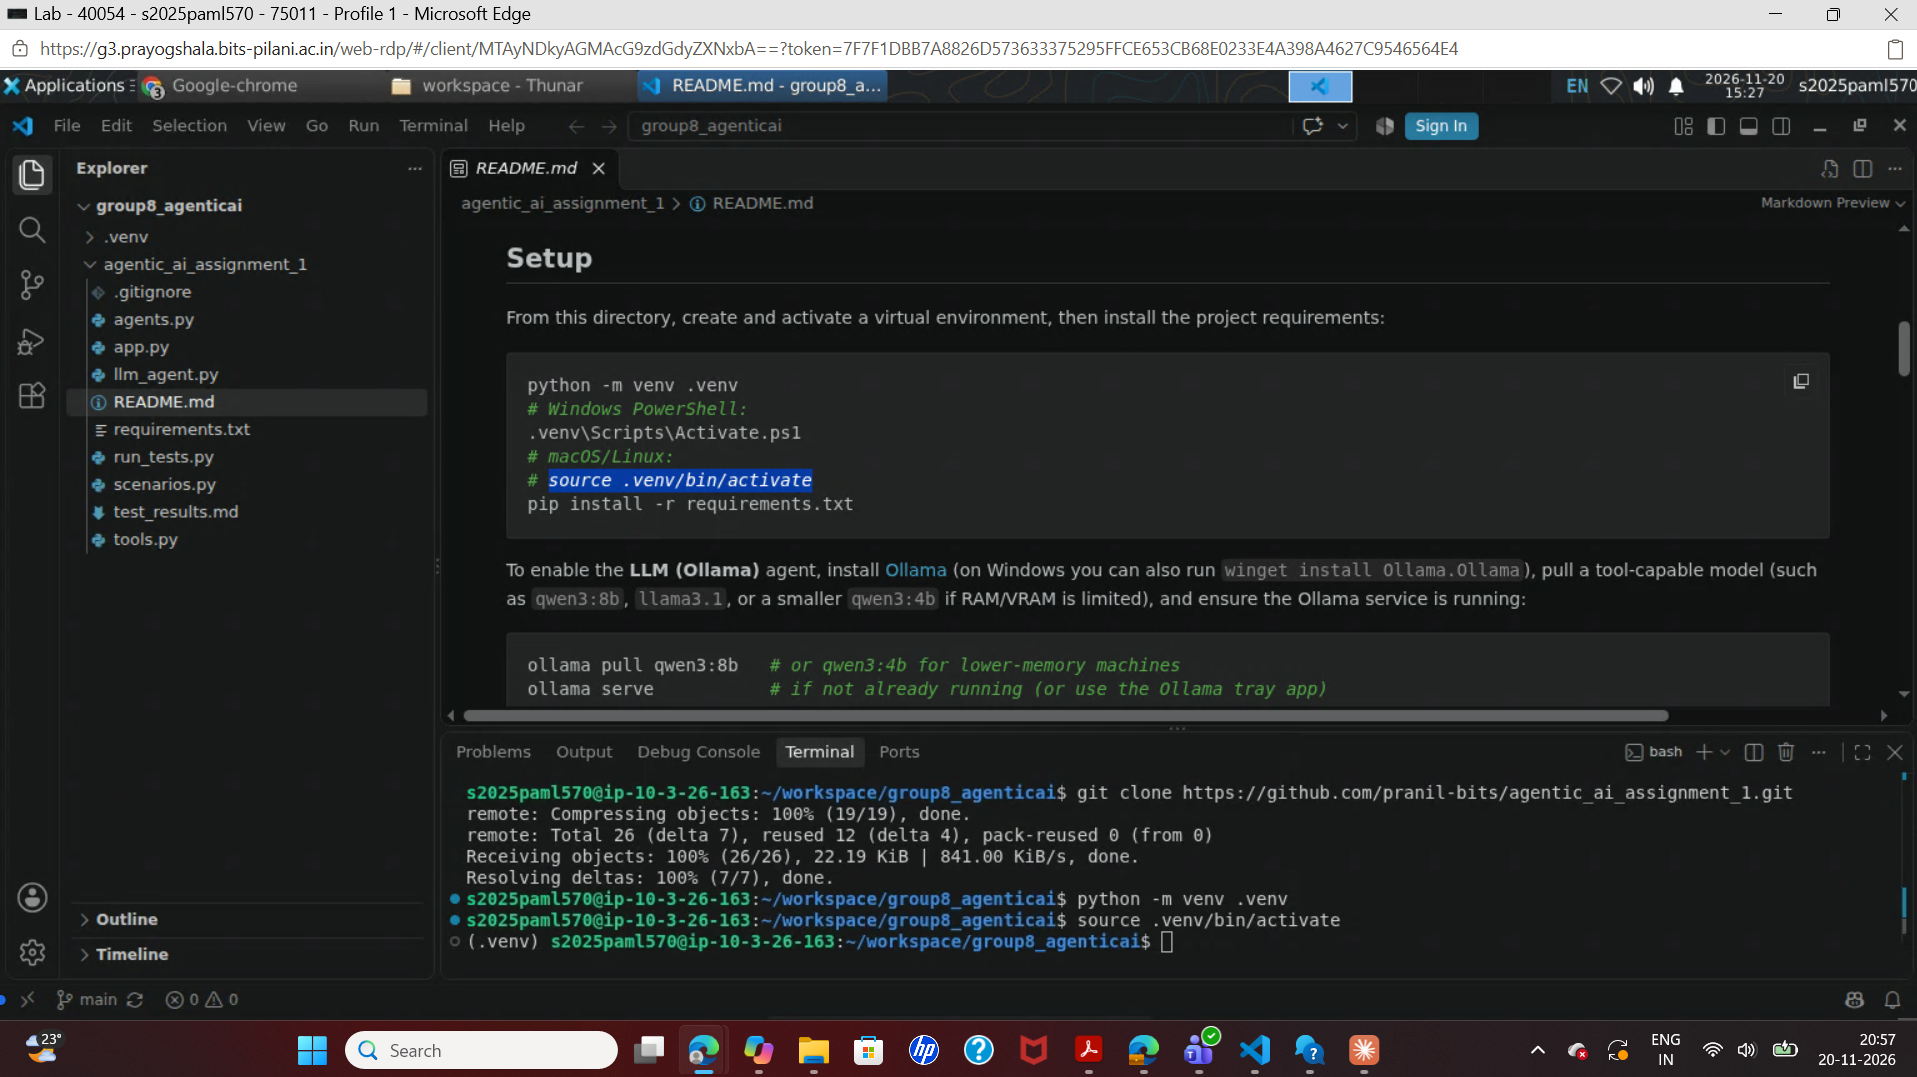 Lab - 40054 - s2025paml570 - 75011 - Profile 1 - Microsoft Edge
https://g3.prayogshala.bits-pilani.ac.in/web-rdp/#/client/MTAyNDkyAGMAcG9zdGdyZXNxbA==?token=7F7F1DBB7A8826D573633375295FFCE653CB68E0233E4A398A4627C9546564E4
Applications Google-chrome workspace - Thunar README.md - group8_a... EN 2026-11-20 15:27 s2025paml570
File Edit Selection View Go Run Terminal Help group8_agenticai Sign In
Explorer
README.md
group8_agenticai
agentic_ai_assignment_1 > README.md Markdown Preview
.venv
agentic_ai_assignment_1
.gitignore
agents.py
app.py
llm_agent.py
README.md
requirements.txt
run_tests.py
scenarios.py
test_results.md
tools.py
Outline
Timeline
Setup
From this directory, create and activate a virtual environment, then install the project requirements:
python -m venv .venv
# Windows PowerShell:
.venv\Scripts\Activate.ps1
# macOS/Linux:
# source .venv/bin/activate
pip install -r requirements.txt
To enable the LLM (Ollama) agent, install Ollama (on Windows you can also run winget install Ollama.Ollama), pull a tool-capable model (such
as qwen3:8b, llama3.1, or a smaller qwen3:4b if RAM/VRAM is limited), and ensure the Ollama service is running:
ollama pull qwen3:8b # or qwen3:4b for lower-memory machines
ollama serve # if not already running (or use the Ollama tray app)
Problems Output Debug Console Terminal Ports bash
s2025paml570@ip-10-3-26-163:~/workspace/group8_agenticai$ git clone https://github.com/pranil-bits/agentic_ai_assignment_1.git
remote: Compressing objects: 100% (19/19), done.
remote: Total 26 (delta 7), reused 12 (delta 4), pack-reused 0 (from 0)
Receiving objects: 100% (26/26), 22.19 KiB | 841.00 KiB/s, done.
Resolving deltas: 100% (7/7), done.
s2025paml570@ip-10-3-26-163:~/workspace/group8_agenticai$ python -m venv .venv
s2025paml570@ip-10-3-26-163:~/workspace/group8_agenticai$ source .venv/bin/activate
(.venv) s2025paml570@ip-10-3-26-163:~/workspace/group8_agenticai$
main 0 0
23°
Search
hp
ENG
IN
20:57
20-11-2026